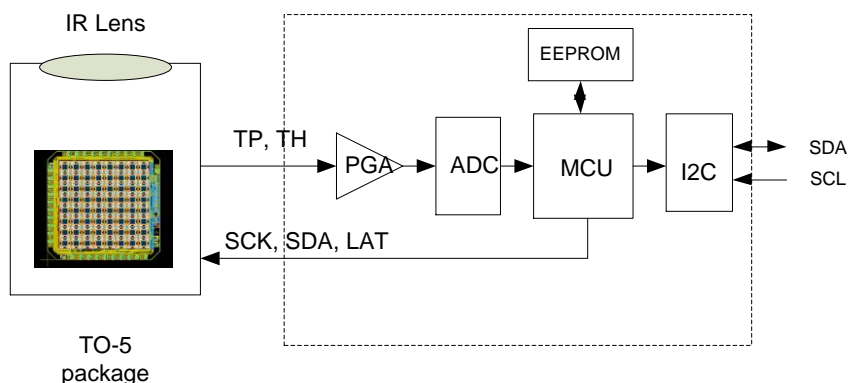 IR Lens
EEPROM
TP, TH
PGA
ADC
MCU
I2C
SDA
SCL
SCK, SDA, LAT
TO-5
package